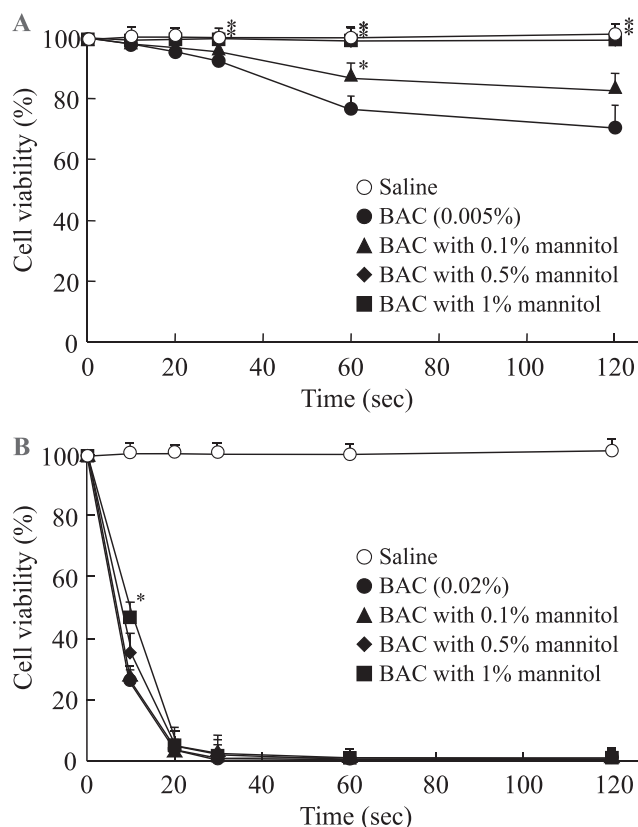 A
Cell viability (%)
100
80
60
40
20
0
* * * * * * *
Saline
BAC (0.005%)
BAC with 0.1% mannitol
BAC with 0.5% mannitol
BAC with 1% mannitol
0 20 40 60 80 100 120
Time (sec)
B
Cell viability (%)
100
80
60
40
20
0
*
Saline
BAC (0.02%)
BAC with 0.1% mannitol
BAC with 0.5% mannitol
BAC with 1% mannitol
0 20 40 60 80 100 120
Time (sec)